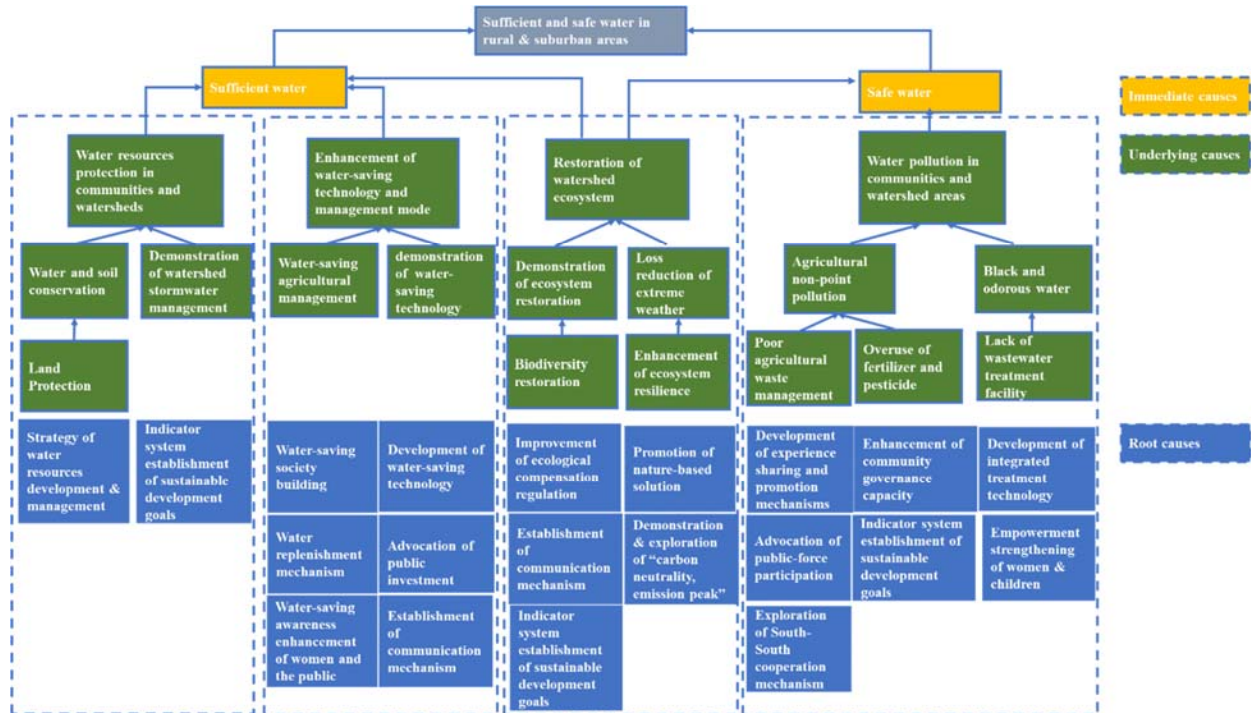 Sufficient and safe water in
rural & suburban areas
Sufficient water
Safe water
Immediate causes
Water resources
protection in
communities and
watersheds
Enhancement of
water-saving
technology and
management mode
Restoration of
watershed
ecosystem
Water pollution in
communities and
watershed areas
Underlying causes
Water and soil
conservation
Demonstration
of watershed
stormwater
management
Water-saving
agricultural
management
demonstration
of water-
saving
technology
Demonstration
of ecosystem
restoration
Loss
reduction of
extreme
weather
Agricultural
non-point
pollution
Black and
odorous water
Land
Protection
Biodiversity
restoration
Enhancement
of ecosystem
resilience
Poor
agricultural
waste
management
Overuse of
fertilizer and
pesticide
Lack of
wastewater
treatment
facility
Strategy of
water
resources
development &
management
Indicator
system
establishment
of sustainable
development
goals
Water-saving
society
building
Development of
water-saving
technology
Improvement
of ecological
compensation
regulation
Promotion of
nature-based
solution
Development
of experience
sharing and
promotion
mechanisms
Enhancement of
community
governance
capacity
Development of
integrated
treatment
technology
Root causes
Water
replenishment
mechanism
Advocation of
public
investment
Establishment
of
communication
mechanism
Demonstration
& exploration
of “carbon
neutrality,
emission peak”
Advocation of
public-force
participation
Indicator system
establishment of
sustainable
development
goals
Empowerment
strengthening
of women &
children
Water-saving
awareness
enhancement
of women and
the public
Establishment of
communication
mechanism
Indicator
system
establishment
of sustainable
development
goals
Exploration
of South-
South
cooperation
mechanism